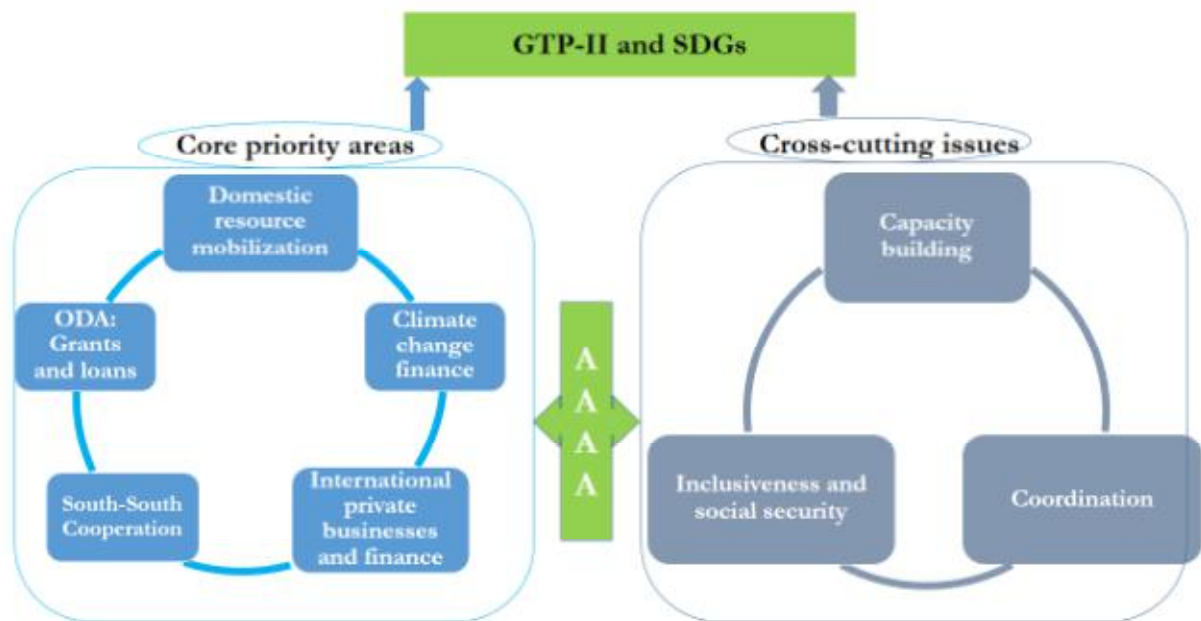 GTP-II and SDGs
Core priority areas
Domestic
resource
mobilization
ODA:
Grants
and loans
Climate
change
finance
South-South
Cooperation
International
private
businesses
and finance
A
A
A
A
Cross-cutting issues
Capacity
building
Inclusiveness and
social security
Coordination